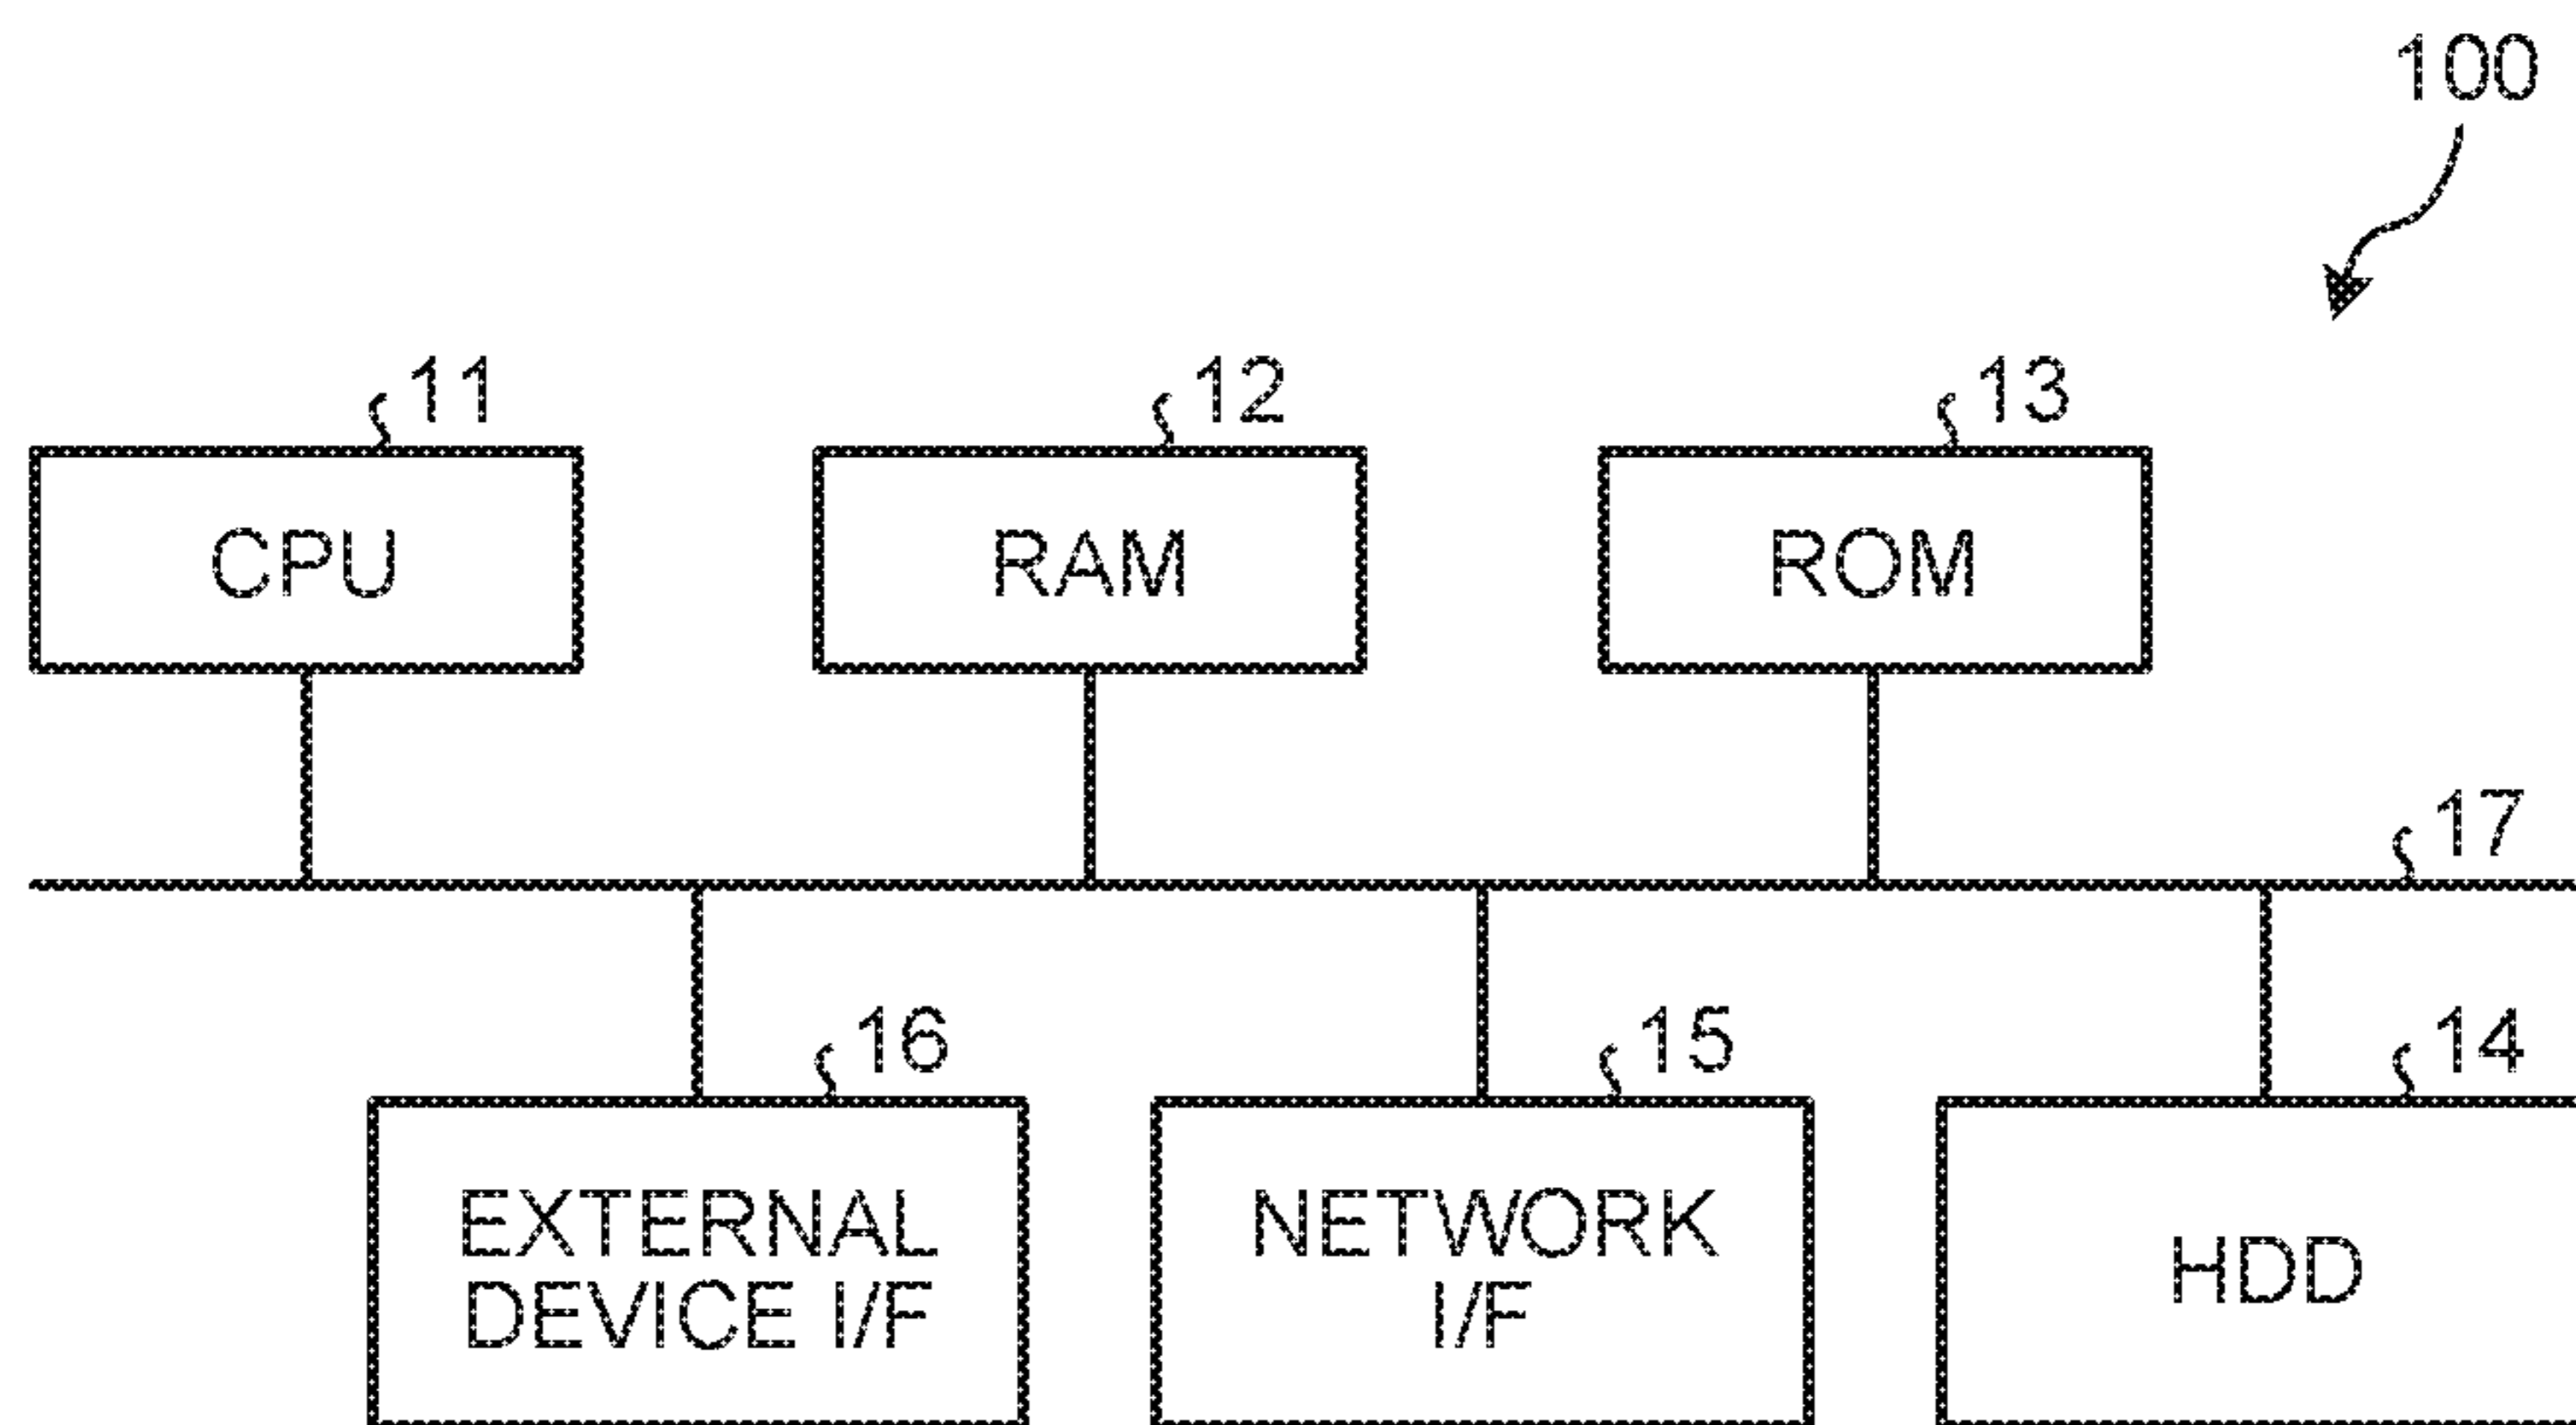 100
11
12
13
CPU
RAM
ROM
17
16
15
14
EXTERNAL
DEVICE I/F
NETWORK
I/F
HDD